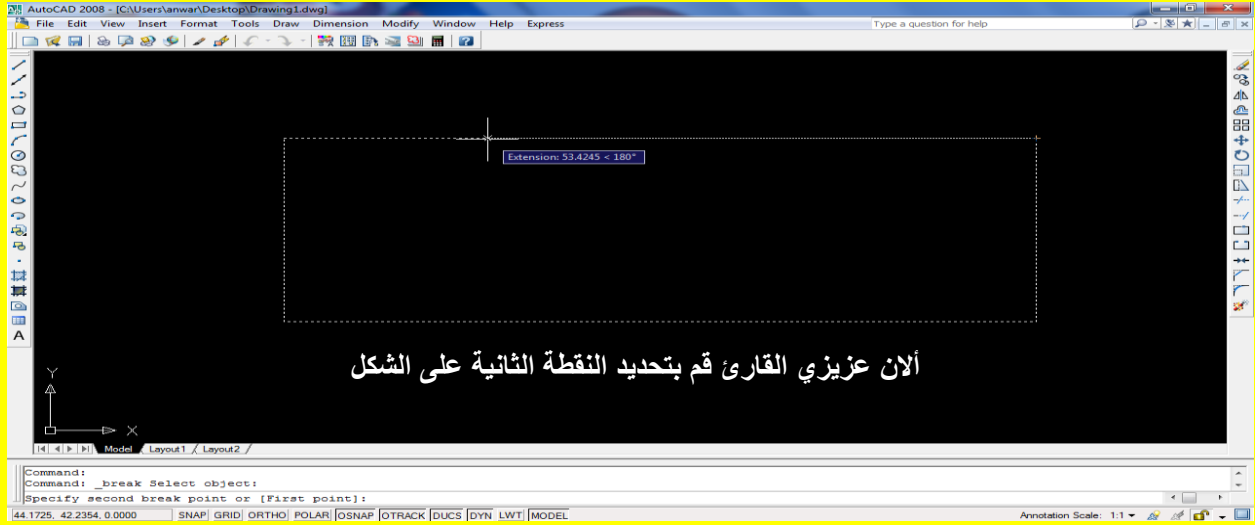 AutoCAD 2008 - [C:\Users\anwar\Desktop\Drawing1.dwg]
File Edit View Insert Format Tools Draw Dimension Modify Window Help Express Type a question for help
Extension: 53.4245 < 180°
ألان عزيزي القارئ قم بتحديد النقطة الثانية على الشكل
Y
X
Model Layout1 Layout2
Command:
Command: _break Select object:
Specify second break point or [First point]:
44.1725, 42.2354, 0.0000 SNAP GRID ORTHO POLAR OSNAP OTRACK DUCS DYN LWT MODEL Annotation Scale: 1:1